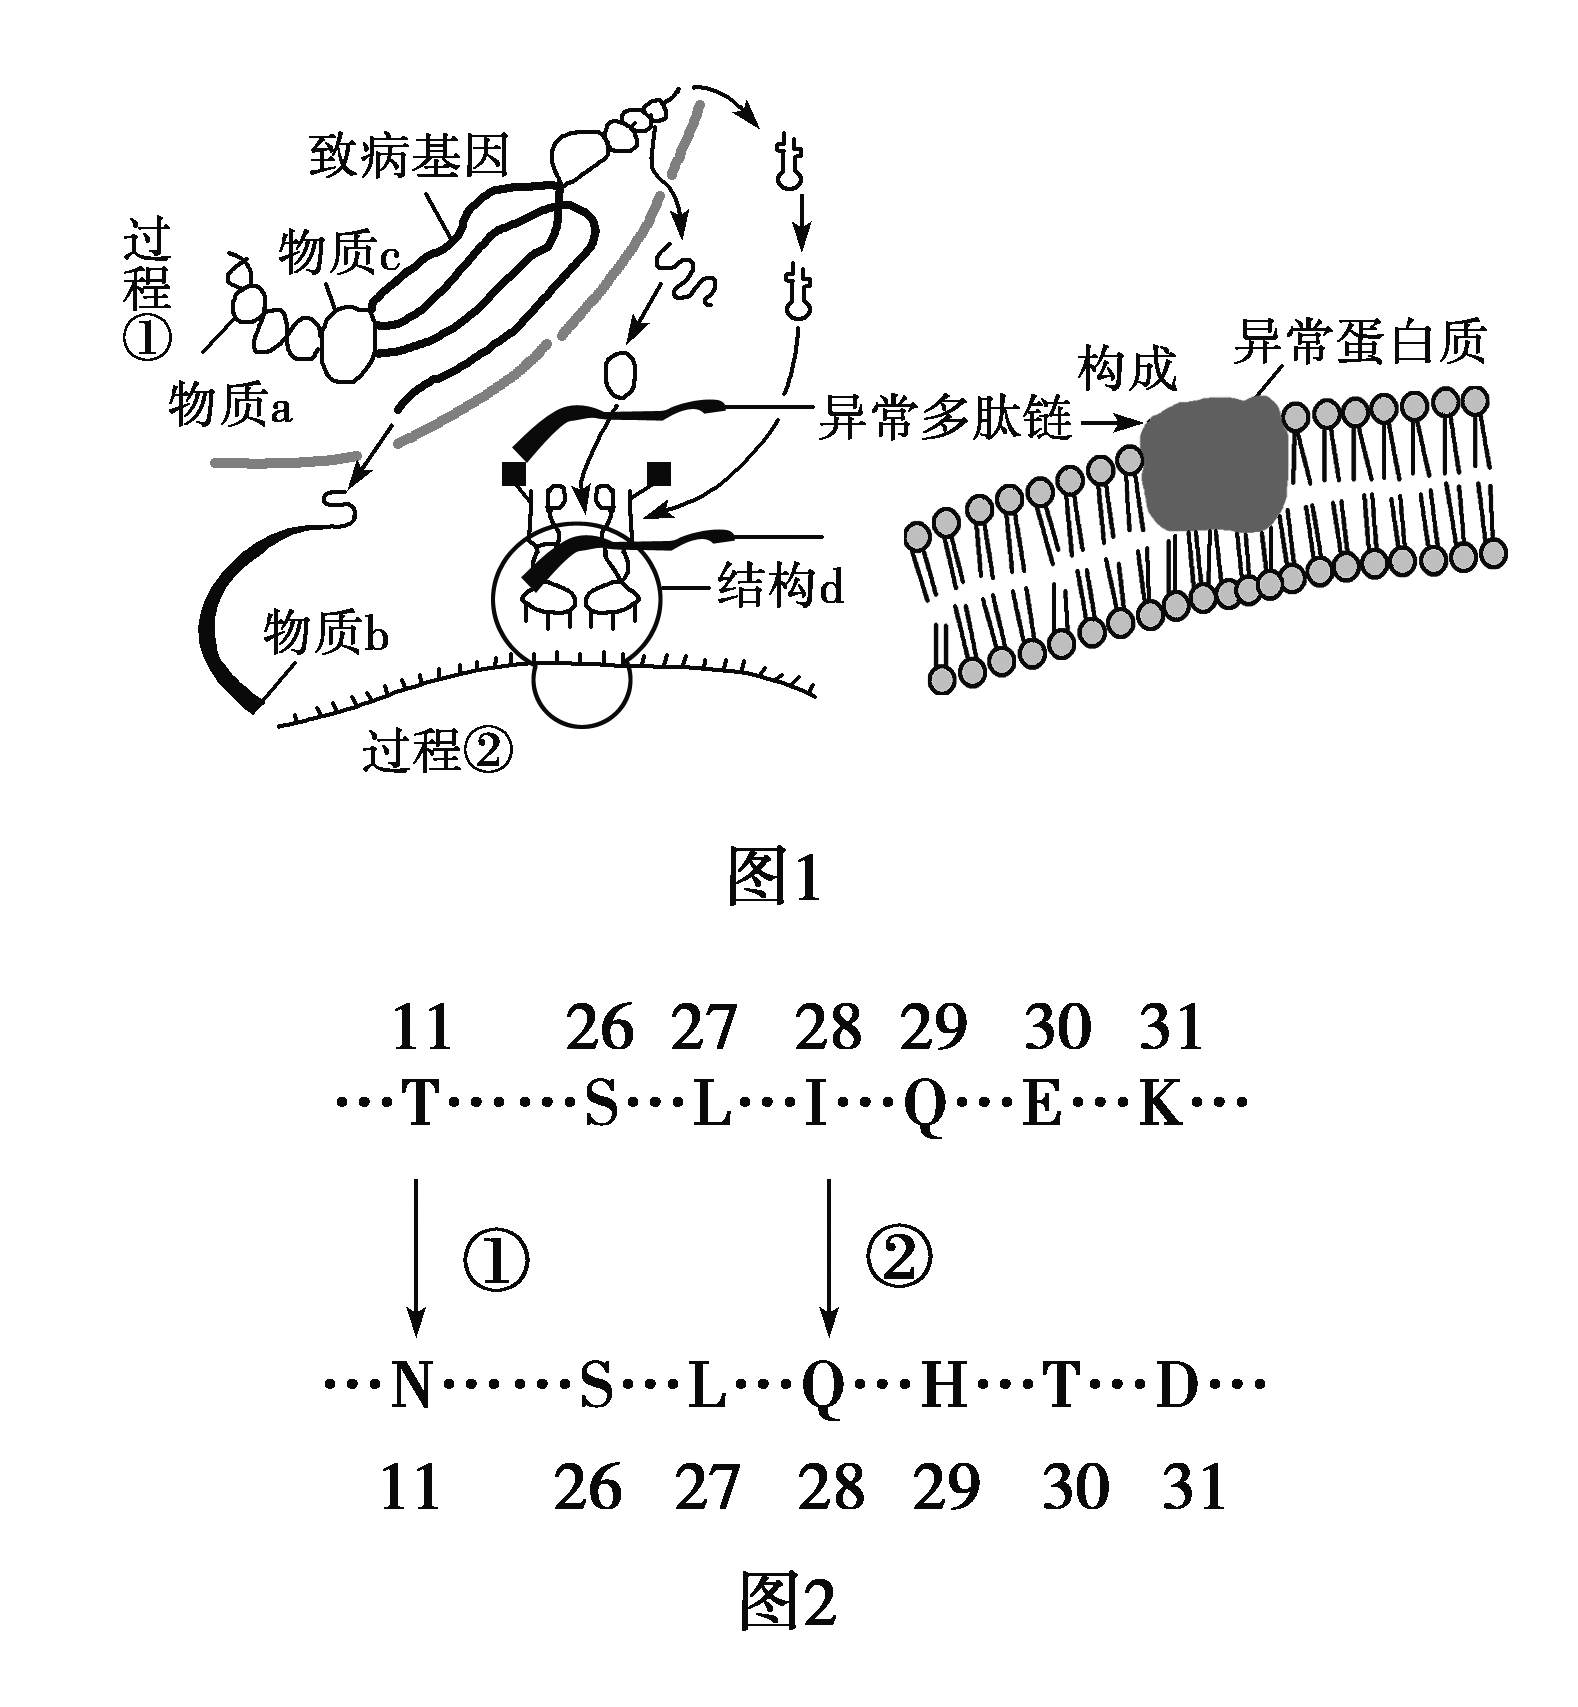 致病基因
过程①
物质c
物质a
异常蛋白质
构成
异常多肽链
结构d
物质b
过程②
图1
11 26 27 28 29 30 31
…T……S…L…I…Q…E…K…
① ②
…N……S…L…Q…H…T…D…
11 26 27 28 29 30 31
图2